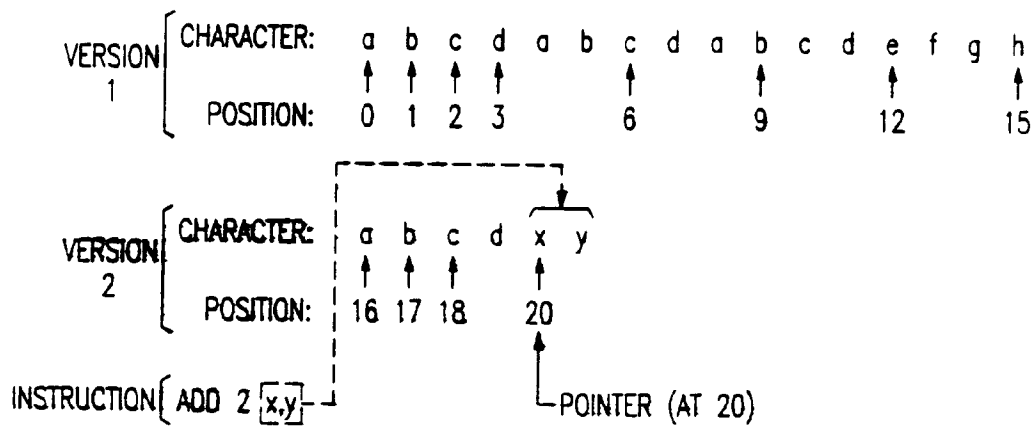 VERSION 1
CHARACTER: a b c d a b c d a b c d e f g h
POSITION: 0 1 2 3 6 9 12 15
VERSION 2
CHARACTER: a b c d x y
POSITION: 16 17 18 20
INSTRUCTION ADD 2 x,y
POINTER (AT 20)